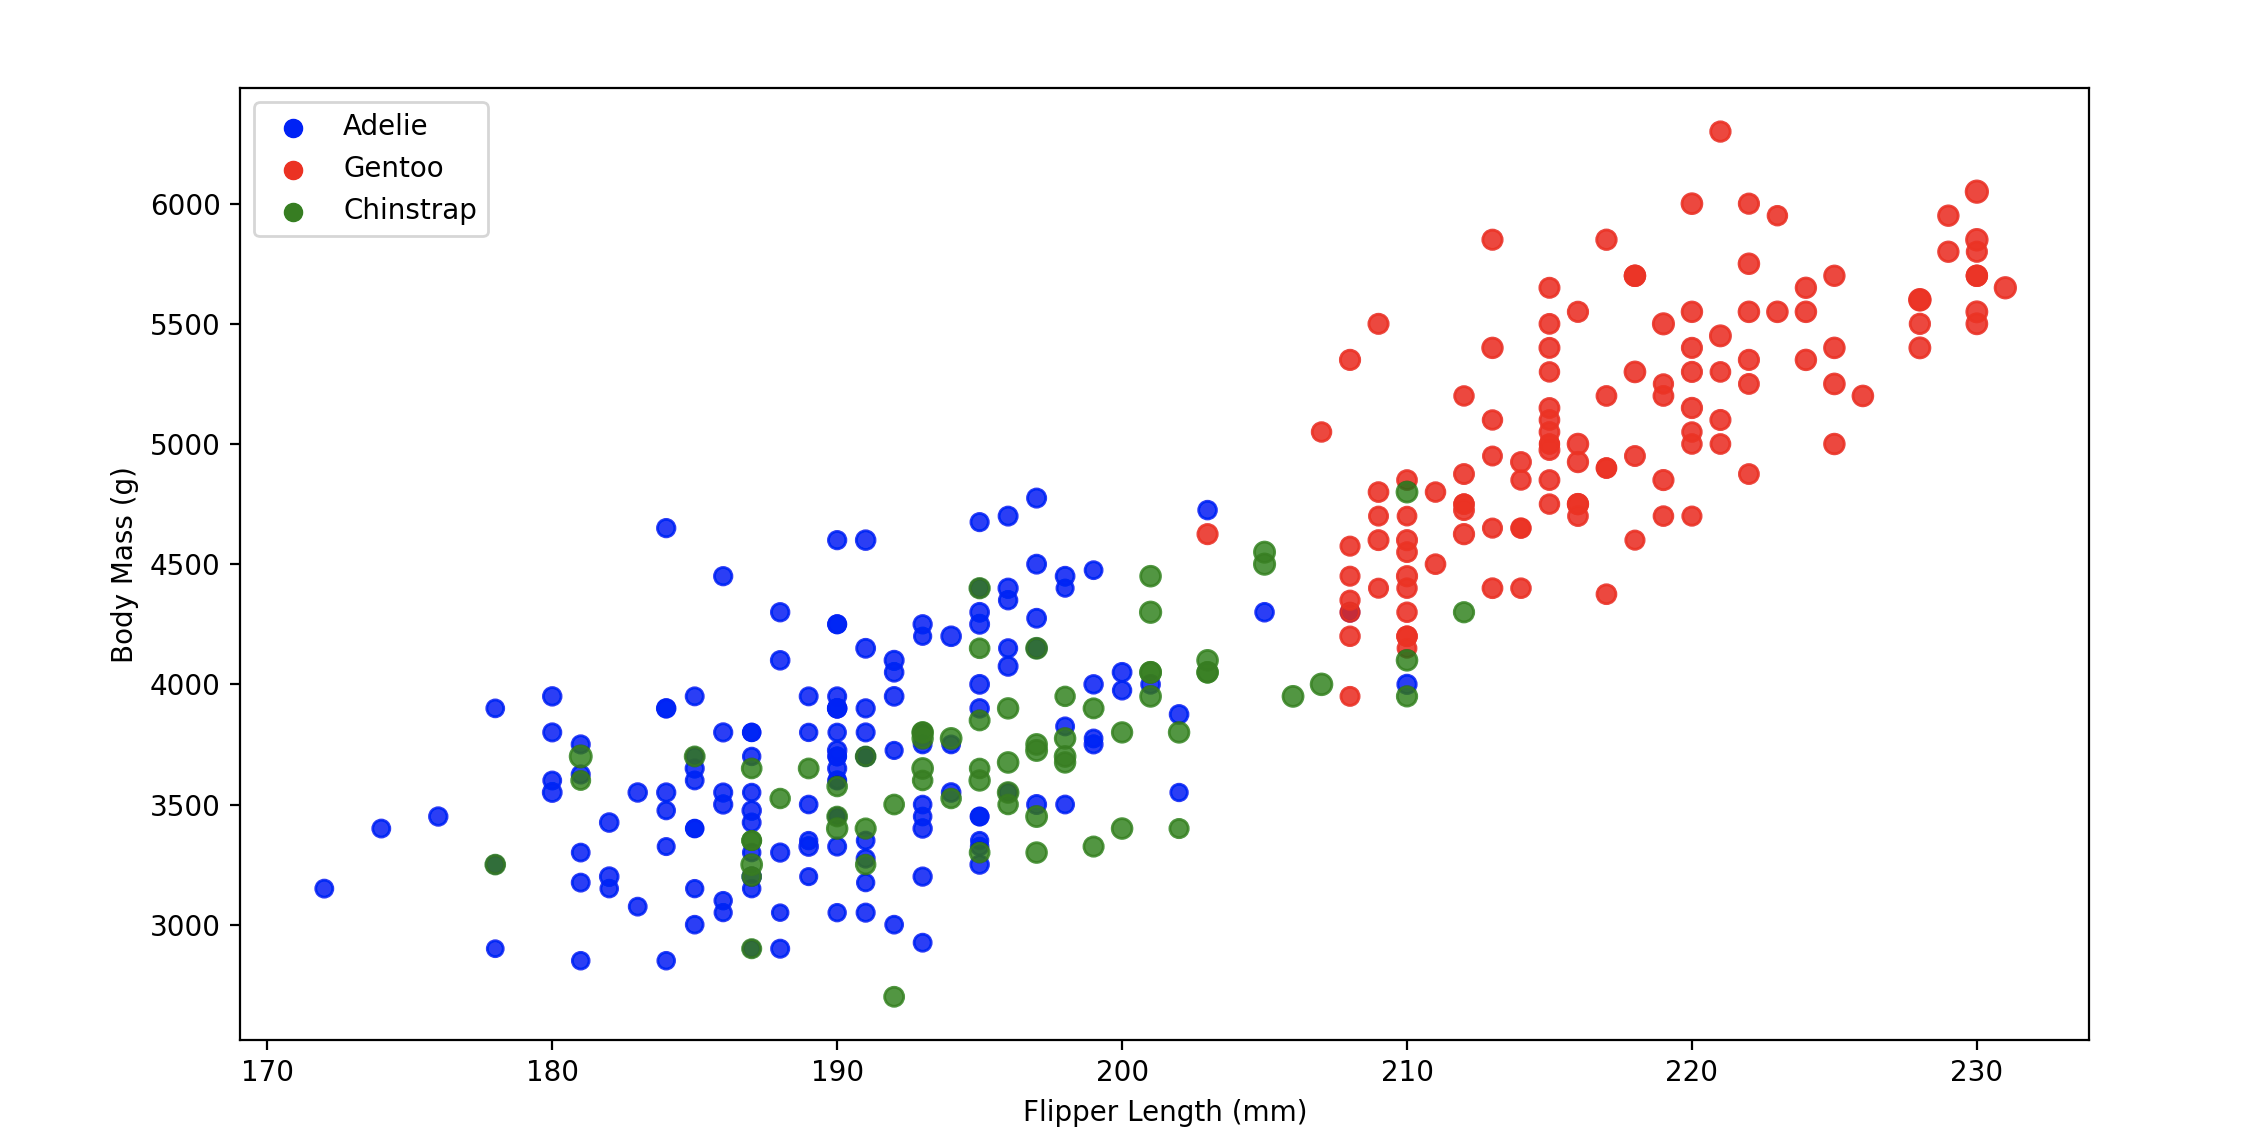 Adelie
Gentoo
Chinstrap
6000
5500
5000
4500
4000
3500
3000
Body Mass (g)
170 180 190 200 210 220 230
Flipper Length (mm)